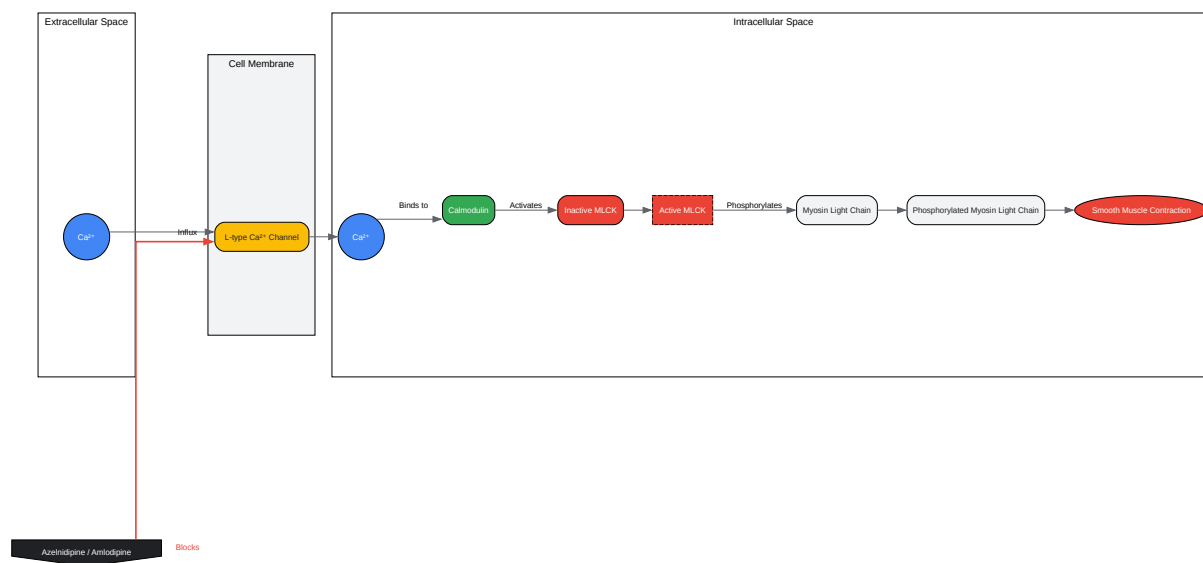 Extracellular Space
Intracellular Space
Cell Membrane
Ca²⁺
Influx
L-type Ca²⁺ Channel
Ca²⁺
Binds to
Calmodulin
Activates
Inactive MLCK
Active MLCK
Phosphorylates
Myosin Light Chain
Phosphorylated Myosin Light Chain
Smooth Muscle Contraction
Azelnidipine / Amlodipine
Blocks